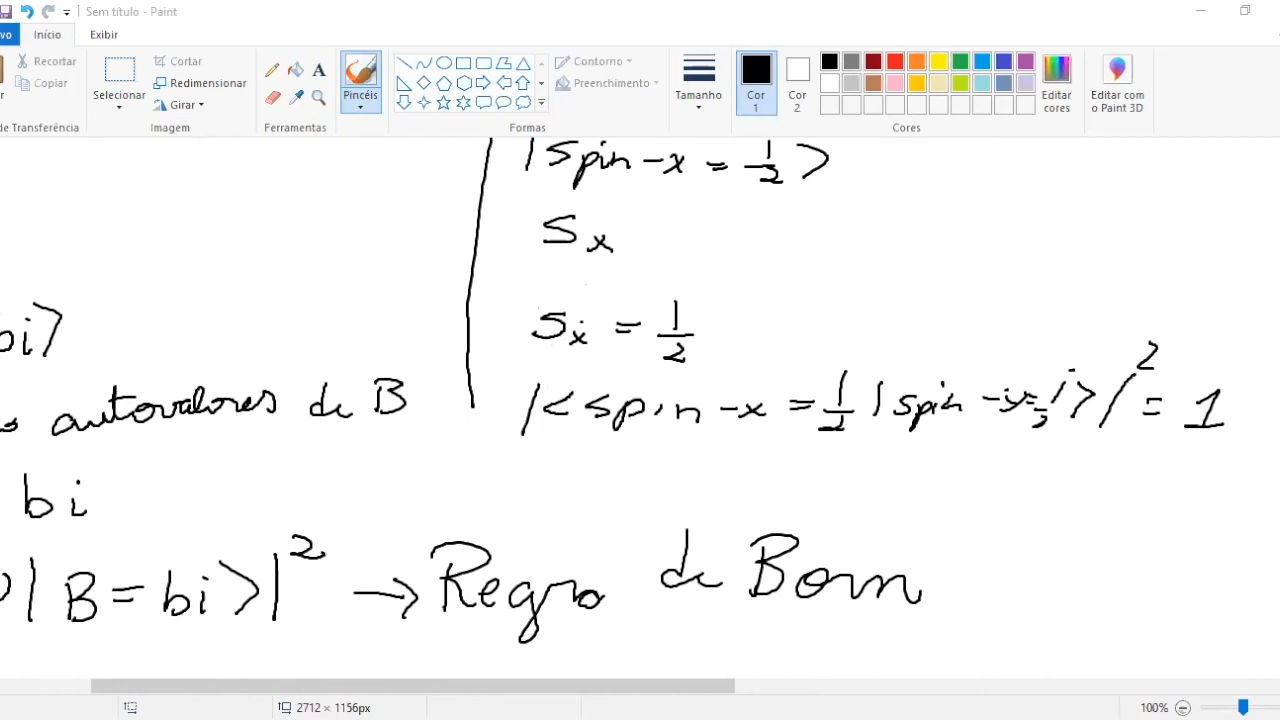 Sem título - Paint
vo Início Exibir
Recortar
Copiar
de Transferência
Selecionar
Cortar
Redimensionar
Girar
Imagem
A
Ferramentas
Pincéis
Contorno
Preenchimento
Formas
Tamanho
Cor 1
Cor 2
Editar cores
Editar com o Paint 3D
Cores
|spin-x = 1/2>
Sx
bi>
Sx = 1/2
autovalores de B
|<spin-x = 1/2 | spin
>|² = 1
bi
| B = bi>|² → Regra de Born
2712 × 1156px
100%